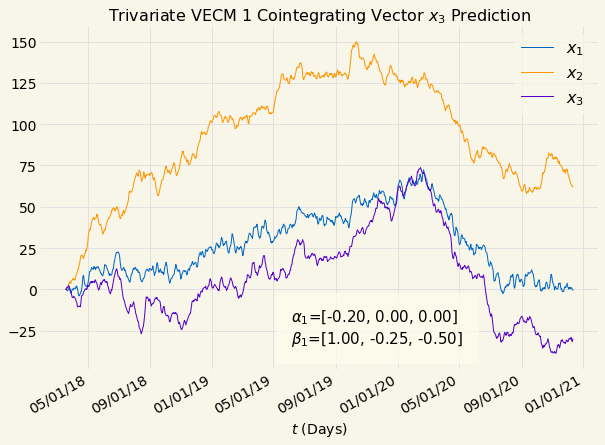 Trivariate VECM 1 Cointegrating Vector x₃ Prediction
150
125
100
75
50
25
0
−25
x₁
x₂
x₃
α₁=[-0.20, 0.00, 0.00]
β₁=[1.00, -0.25, -0.50]
05/01/18
09/01/18
01/01/19
05/01/19
09/01/19
01/01/20
05/01/20
09/01/20
01/01/21
t (Days)